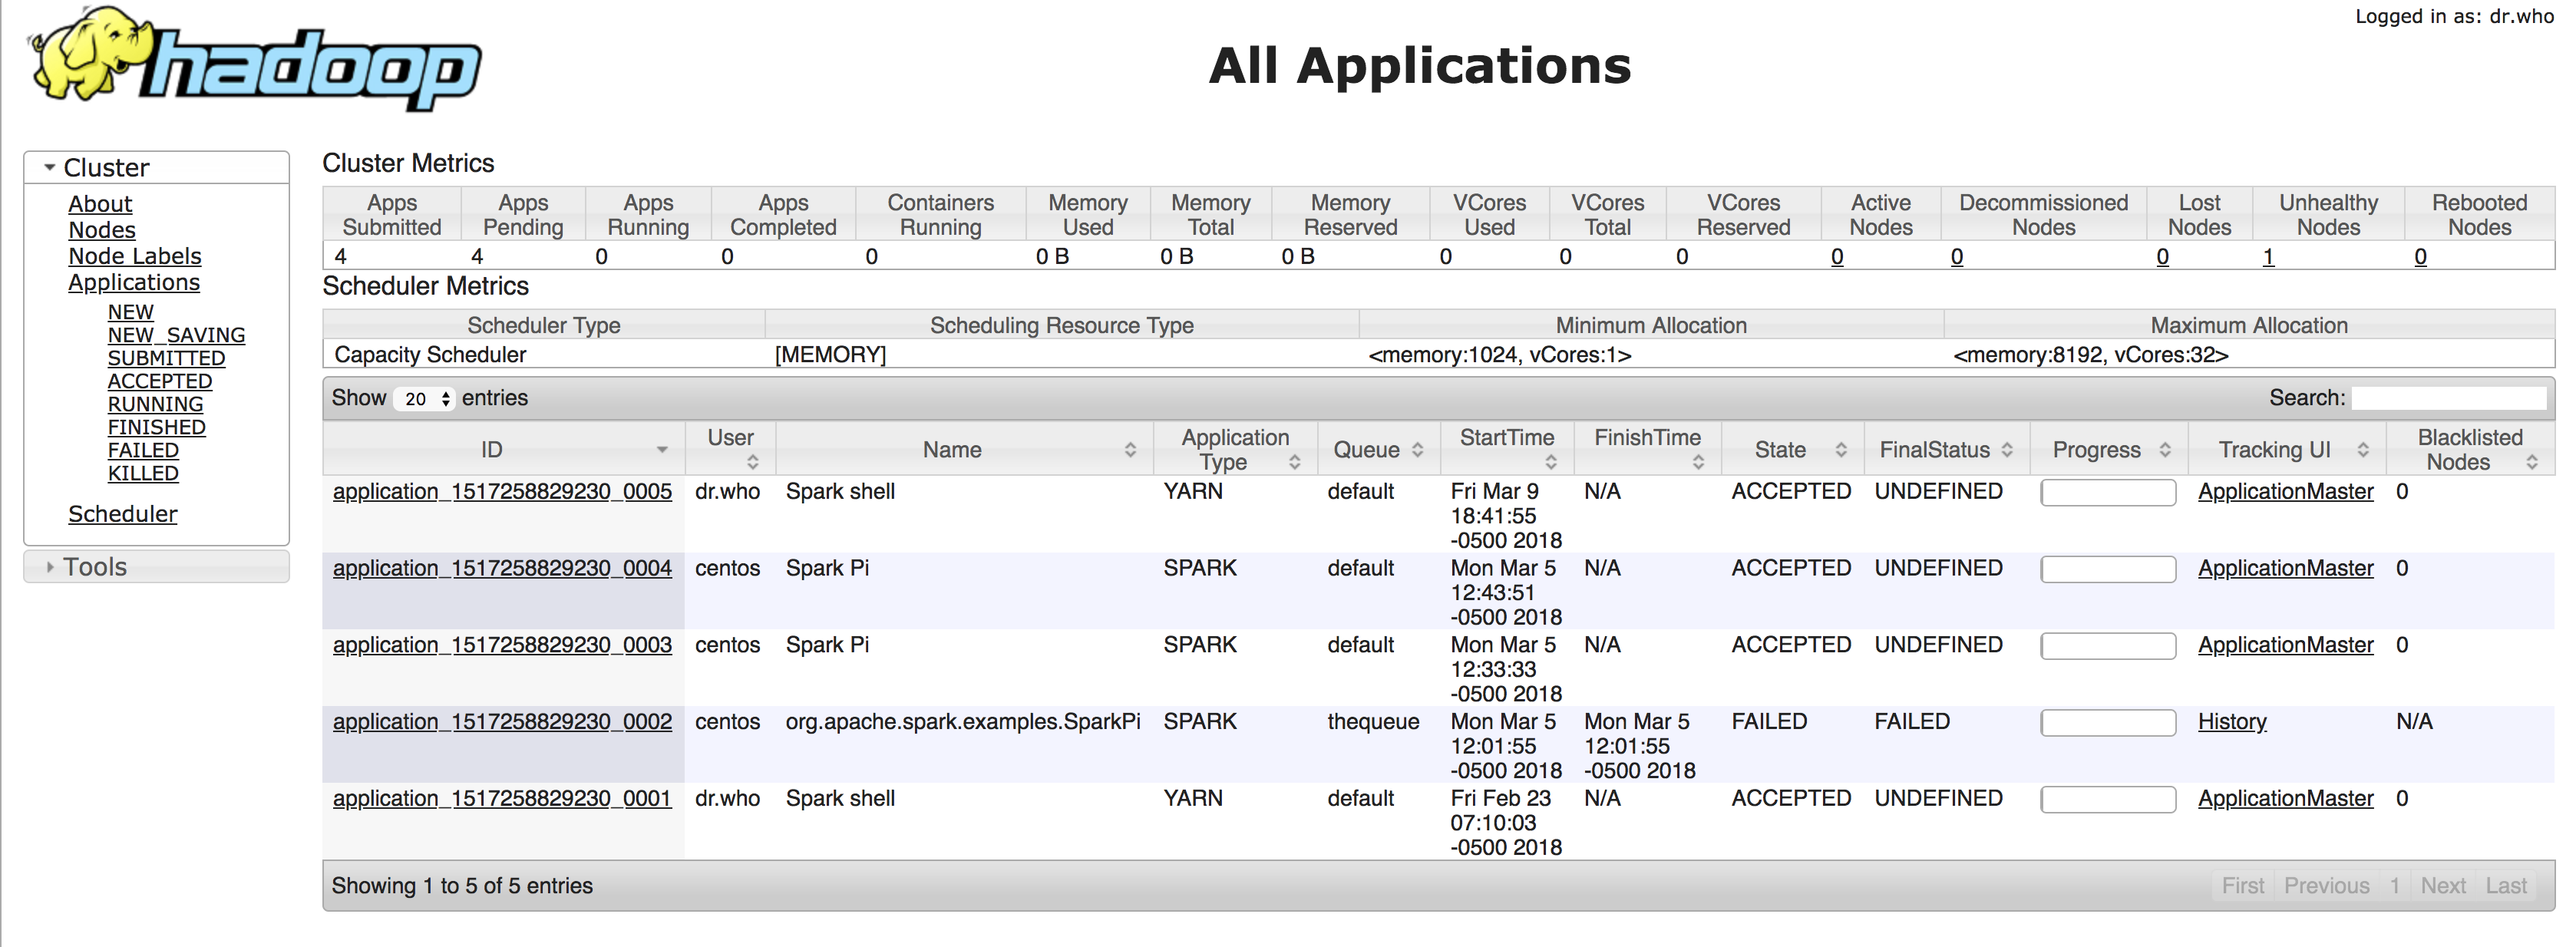 Logged in as: dr.who
hadoop
All Applications
Cluster
About
Nodes
Node Labels
Applications
NEW
NEW_SAVING
SUBMITTED
ACCEPTED
RUNNING
FINISHED
FAILED
KILLED
Scheduler
Tools
Cluster Metrics
Apps Submitted Apps Pending Apps Running Apps Completed Containers Running Memory Used Memory Total Memory Reserved VCores Used VCores Total VCores Reserved Active Nodes Decommissioned Nodes Lost Nodes Unhealthy Nodes Rebooted Nodes
4 4 0 0 0 0 B 0 B 0 B 0 0 0 0 0 0 1 0
Scheduler Metrics
Scheduler Type Scheduling Resource Type Minimum Allocation Maximum Allocation
Capacity Scheduler [MEMORY] <memory:1024, vCores:1> <memory:8192, vCores:32>
Show 20 entries Search:
ID User Name Application Type Queue StartTime FinishTime State FinalStatus Progress Tracking UI Blacklisted Nodes
application_1517258829230_0005 dr.who Spark shell YARN default Fri Mar 9 18:41:55 -0500 2018 N/A ACCEPTED UNDEFINED ApplicationMaster 0
application_1517258829230_0004 centos Spark Pi SPARK default Mon Mar 5 12:43:51 -0500 2018 N/A ACCEPTED UNDEFINED ApplicationMaster 0
application_1517258829230_0003 centos Spark Pi SPARK default Mon Mar 5 12:33:33 -0500 2018 N/A ACCEPTED UNDEFINED ApplicationMaster 0
application_1517258829230_0002 centos org.apache.spark.examples.SparkPi SPARK thequeue Mon Mar 5 12:01:55 -0500 2018 Mon Mar 5 12:01:55 -0500 2018 FAILED FAILED History N/A
application_1517258829230_0001 dr.who Spark shell YARN default Fri Feb 23 07:10:03 -0500 2018 N/A ACCEPTED UNDEFINED ApplicationMaster 0
Showing 1 to 5 of 5 entries First Previous 1 Next Last